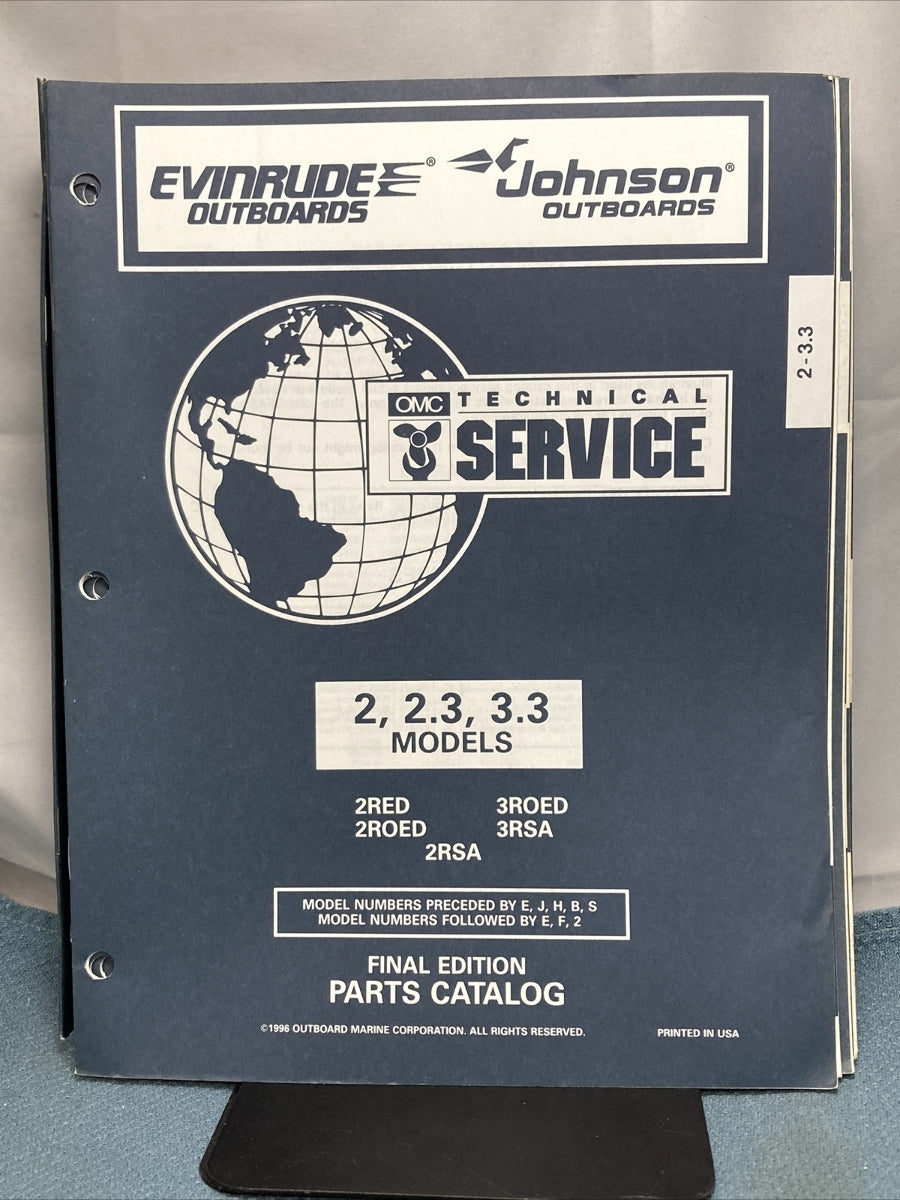 EVINRUDE®
OUTBOARDS
Johnson®
OUTBOARDS
2 - 3.3
OMC TECHNICAL
SERVICE
2, 2.3, 3.3
MODELS
2RED 3ROED
2ROED 3RSA
2RSA
MODEL NUMBERS PRECEDED BY E, J, H, B, S
MODEL NUMBERS FOLLOWED BY E, F, 2
FINAL EDITION
PARTS CATALOG
©1996 OUTBOARD MARINE CORPORATION. ALL RIGHTS RESERVED. PRINTED IN USA